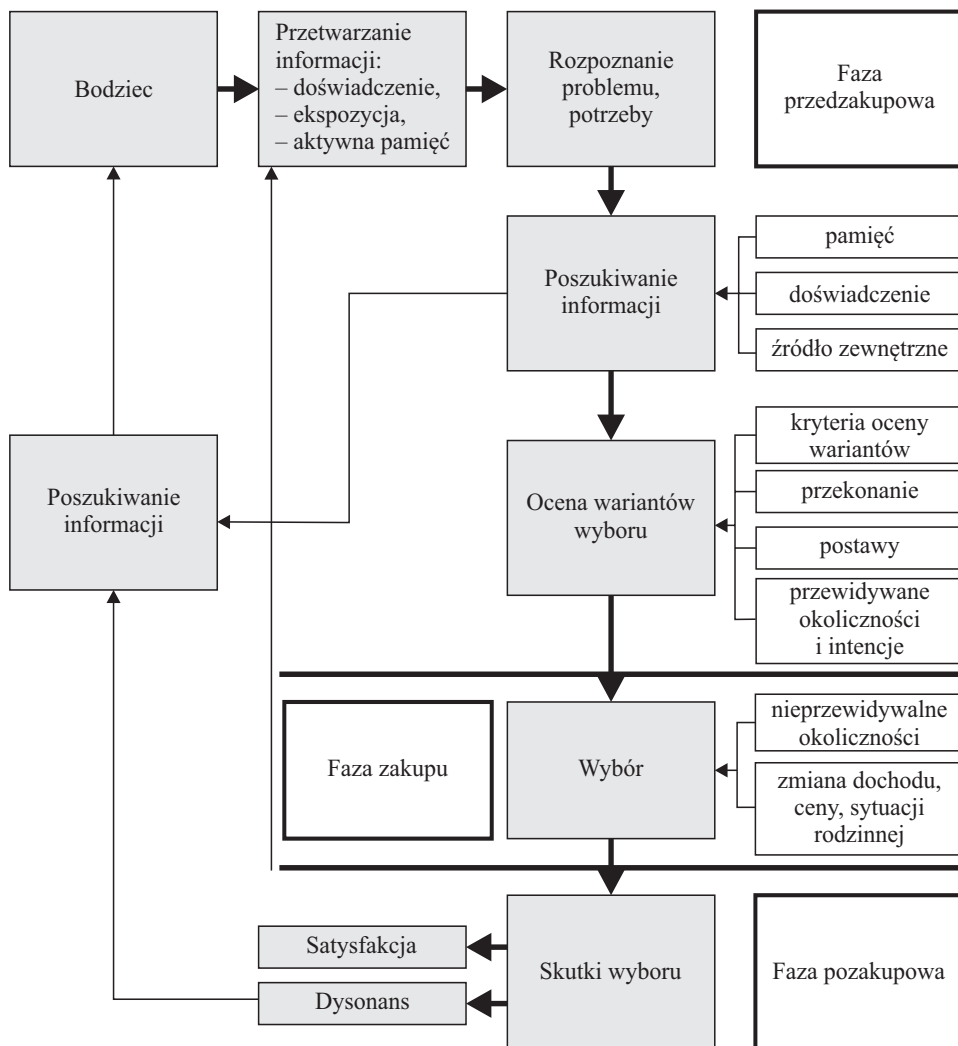 Bodziec
Przetwarzanie
informacji:
– doświadczenie,
– ekspozycja,
– aktywna pamięć
Rozpoznanie
problemu,
potrzeby
Faza
przedzakupowa
Poszukiwanie
informacji
pamięć
doświadczenie
źródło zewnętrzne
Poszukiwanie
informacji
Ocena wariantów
wyboru
kryteria oceny
wariantów
przekonanie
postawy
przewidywane
okoliczności
i intencje
Faza zakupu
Wybór
nieprzewidywalne
okoliczności
zmiana dochodu,
ceny, sytuacji
rodzinnej
Satysfakcja
Dysonans
Skutki wyboru
Faza pozakupowa